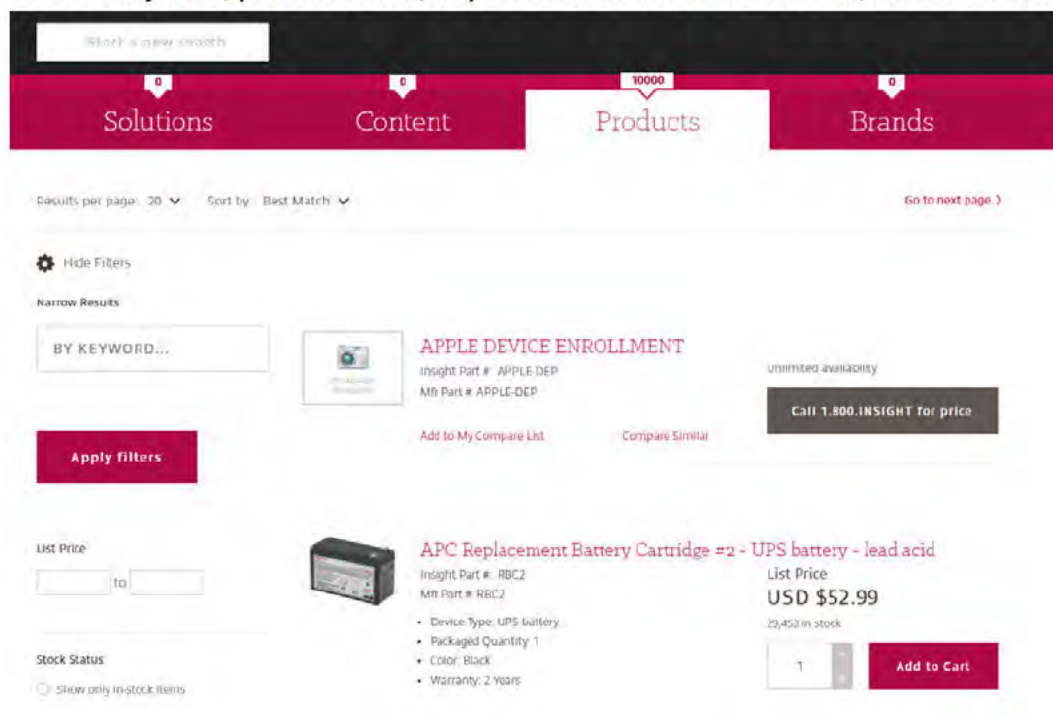 Start a new search
0
0
10000
0
Solutions
Content
Products
Brands
Results per page: 20 Sort by: Best Match
Go to next page
Hide Filters
Narrow Results
BY KEYWORD...
Apply filters
List Price
to
Stock Status
Show only in-stock items
APPLE DEVICE ENROLLMENT
Insight Part #: APPLE-DEP
Mfr Part #: APPLE-DEP
Add to My Compare List
Compare Similar
Unlimited availability
Call 1.800.INSIGHT for price
APC Replacement Battery Cartridge #2 - UPS battery - lead acid
Insight Part #: RBC2
Mfr Part #: RBC2
• Device Type: UPS battery
• Packaged Quantity: 1
• Color: Black
• Warranty: 2 Years
List Price
USD $52.99
29,453 in stock
1
Add to Cart